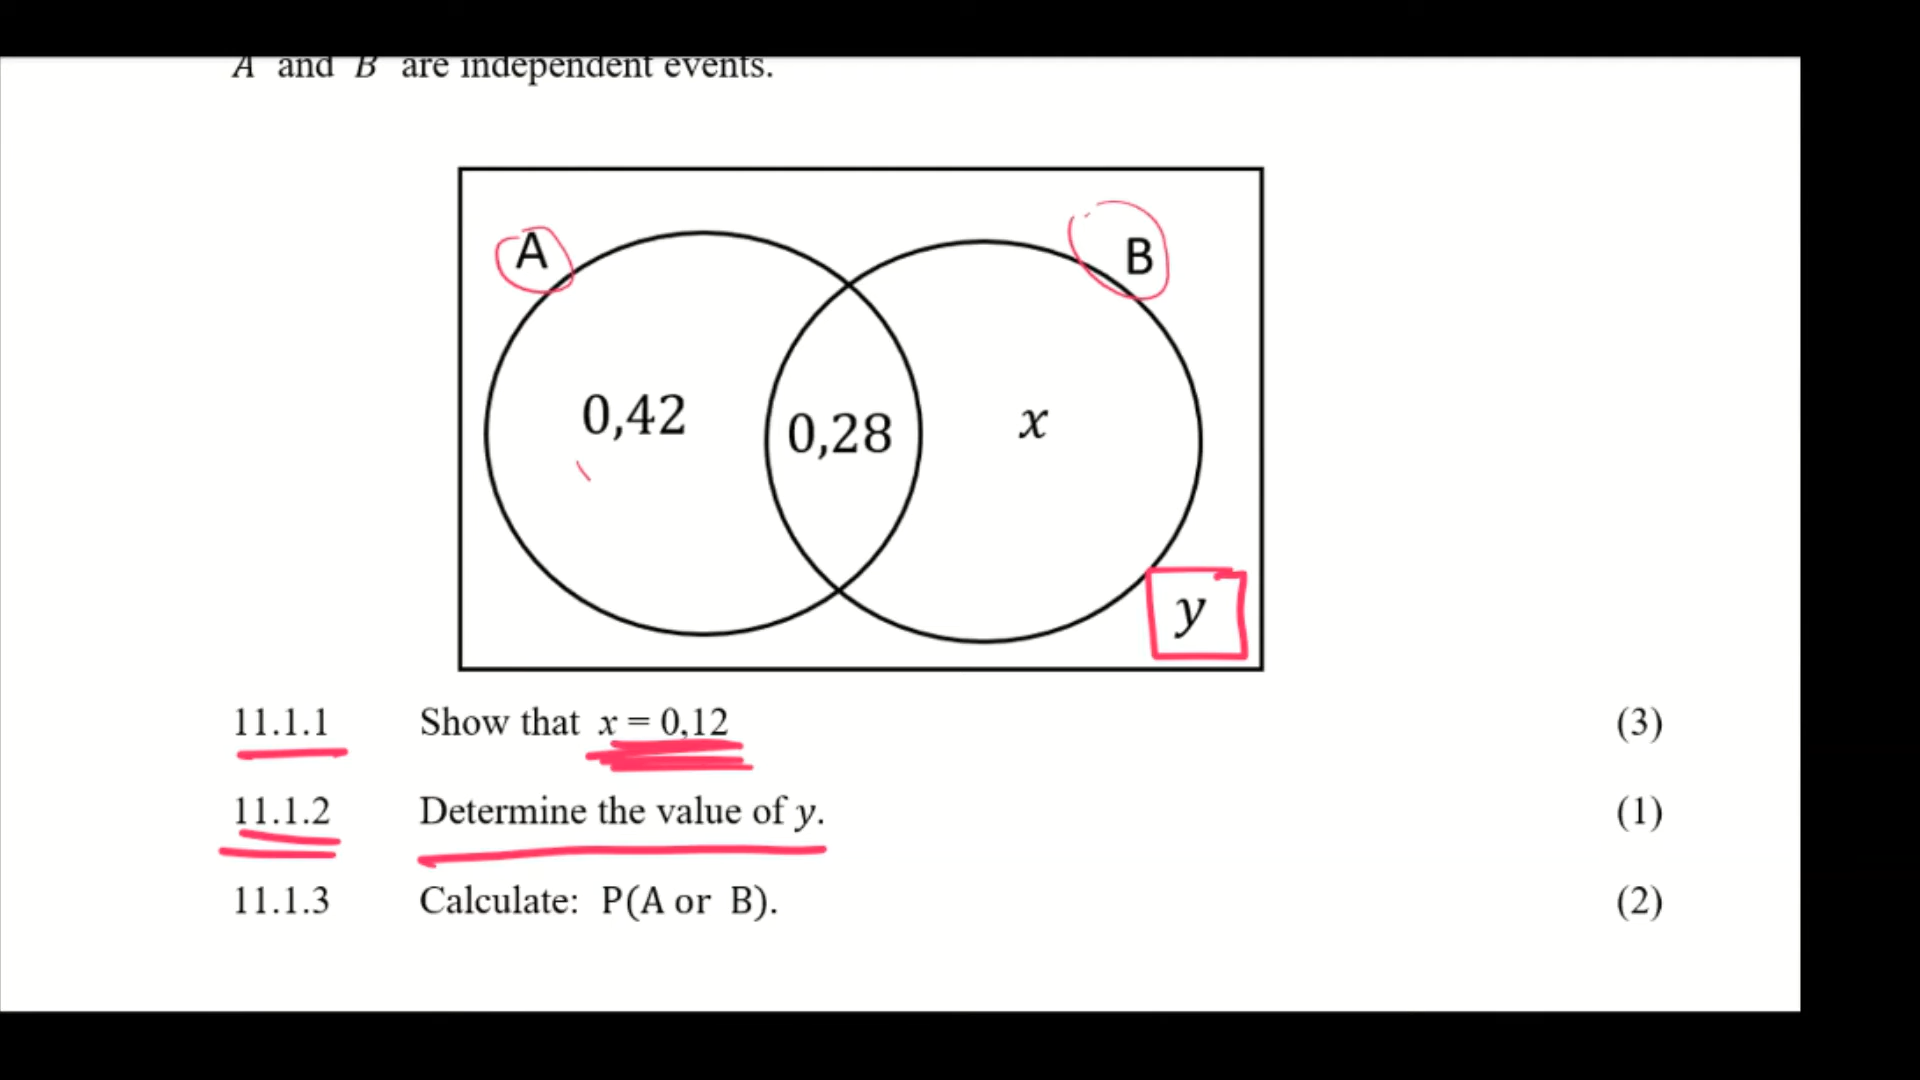 A and B are independent events.
A
B
0,42
0,28
x
y
11.1.1 Show that x = 0,12 (3)
11.1.2 Determine the value of y. (1)
11.1.3 Calculate: P(A or B). (2)